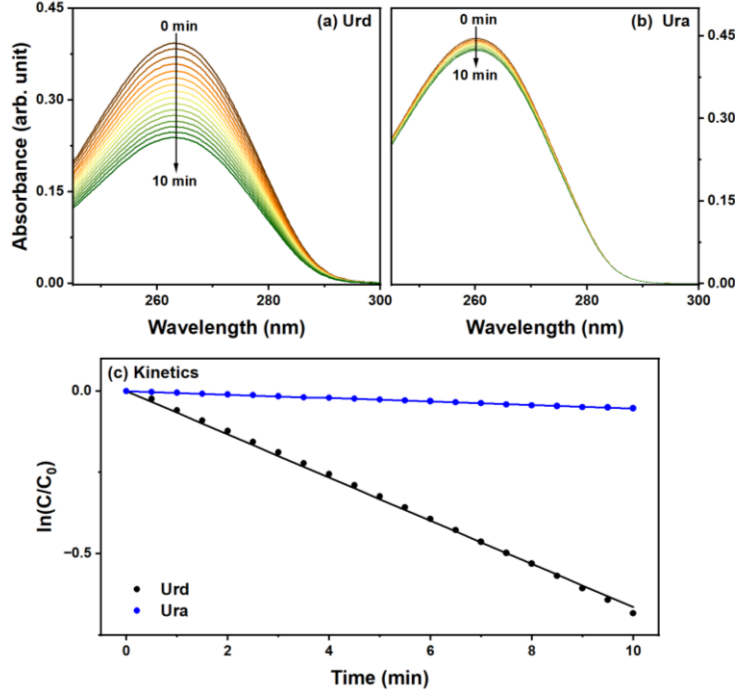 (a) Urd
0 min
10 min
0.45
0.30
0.15
0.00
Absorbance (arb. unit)
260
280
300
Wavelength (nm)
(b) Ura
0 min
10 min
0.45
0.30
0.15
0.00
260
280
300
Wavelength (nm)
(c) Kinetics
0.0
−0.5
ln(C/C₀)
Urd
Ura
0
2
4
6
8
10
Time (min)